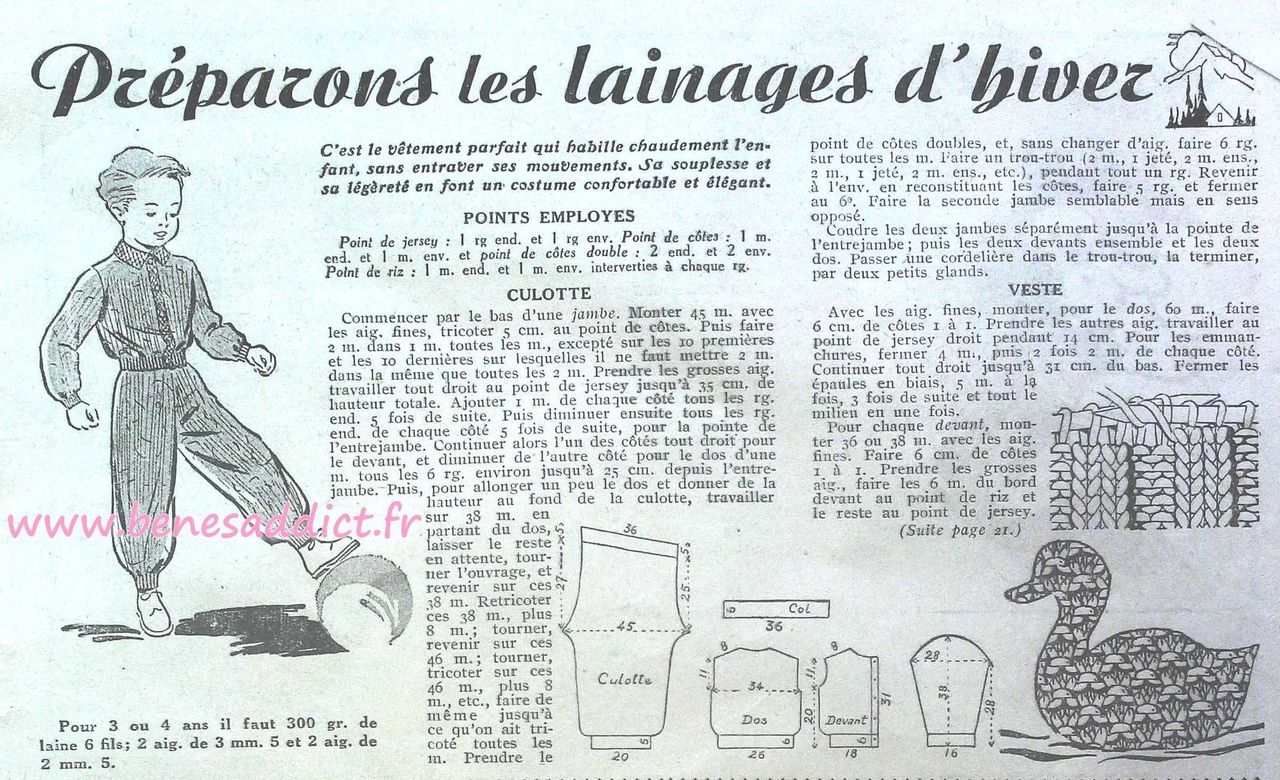 Préparons les lainages d'hiver
C'est le vêtement parfait qui habille chaudement l'en-
fant, sans entraver ses mouvements. Sa souplesse et
sa légèreté en font un costume confortable et élégant.
POINTS EMPLOYES
Point de jersey : 1 rg end. et 1 rg env. Point de côtes : 1 m.
end. et 1 m. env. et point de côtes double : 2 end. et 2 env.
Point de riz : 1 m. end. et 1 m. env. interverties à chaque rg.
CULOTTE
Commencer par le bas d'une jambe. Monter 45 m. avec
les aig. fines, tricoter 5 cm. au point de côtes. Puis faire
2 m. dans 1 m. toutes les m., excepté sur les 10 premières
et les 10 dernières sur lesquelles il ne faut mettre 2 m.
dans la même que toutes les 2 m. Prendre les grosses aig.
travailler tout droit au point de jersey jusqu'à 35 cm. de
hauteur totale. Ajouter 1 m. de chaque côté tous les rg.
end. 5 fois de suite. Puis diminuer ensuite tous les rg.
end. de chaque côté 5 fois de suite, pour la pointe de
l'entrejambe. Continuer alors l'un des côtés tout droit pour
le devant, et diminuer de l'autre côté pour le dos d'une
m. tous les 6 rg. environ jusqu'à 25 cm. depuis l'entre-
jambe. Puis, pour allonger un peu le dos et donner de la
hauteur au fond de la culotte, travailler
sur 38 m. en
partant du dos,
laisser le reste
en attente, tour-
ner l'ouvrage, et
revenir sur ces
38 m. Retricoter
ces 38 m., plus
8 m.; tourner,
revenir sur ces
46 m.; tourner,
tricoter sur ces
46 m., plus 8
m., etc., faire de
même jusqu'à
ce qu'on ait tri-
coté toutes les
m. Prendre le
point de côtes doubles, et, sans changer d'aig. faire 6 rg.
sur toutes les m. Faire un trou-trou (2 m., 1 jeté, 2 m. ens.,
2 m., 1 jeté, 2 m. ens., etc.), pendant tout un rg. Revenir
à l'env. en reconstituant les côtes, faire 5 rg. et fermer
au 6e. Faire la seconde jambe semblable mais en sens
opposé.
Coudre les deux jambes séparément jusqu'à la pointe de
l'entrejambe; puis les deux devants ensemble et les deux
dos. Passer une cordelière dans le trou-trou, la terminer,
par deux petits glands.
VESTE
Avec les aig. fines, monter, pour le dos, 60 m., faire
6 cm. de côtes 1 à 1. Prendre les autres aig. travailler au
point de jersey droit pendant 14 cm. Pour les emman-
chures, fermer 4 m., puis 2 fois 2 m. de chaque côté.
Continuer tout droit jusqu'à 31 cm. du bas. Fermer les
épaules en biais, 5 m. à la
fois, 3 fois de suite et tout le
milieu en une fois.
Pour chaque devant, mon-
ter 36 ou 38 m. avec les aig.
fines. Faire 6 cm. de côtes
1 à 1. Prendre les grosses
aig., faire les 6 m. du bord
devant au point de riz et
le reste au point de jersey.
(Suite page 21.)
www.benesaddict.fr
Pour 3 ou 4 ans il faut 300 gr. de
laine 6 fils; 2 aig. de 3 mm. 5 et 2 aig. de
2 mm. 5.
36
5
5
27
25
45
Culotte
20
6 Col
36
8
11
34
Dos
6
26
8
11
20
31
Devant
6
18
28
39
28
16